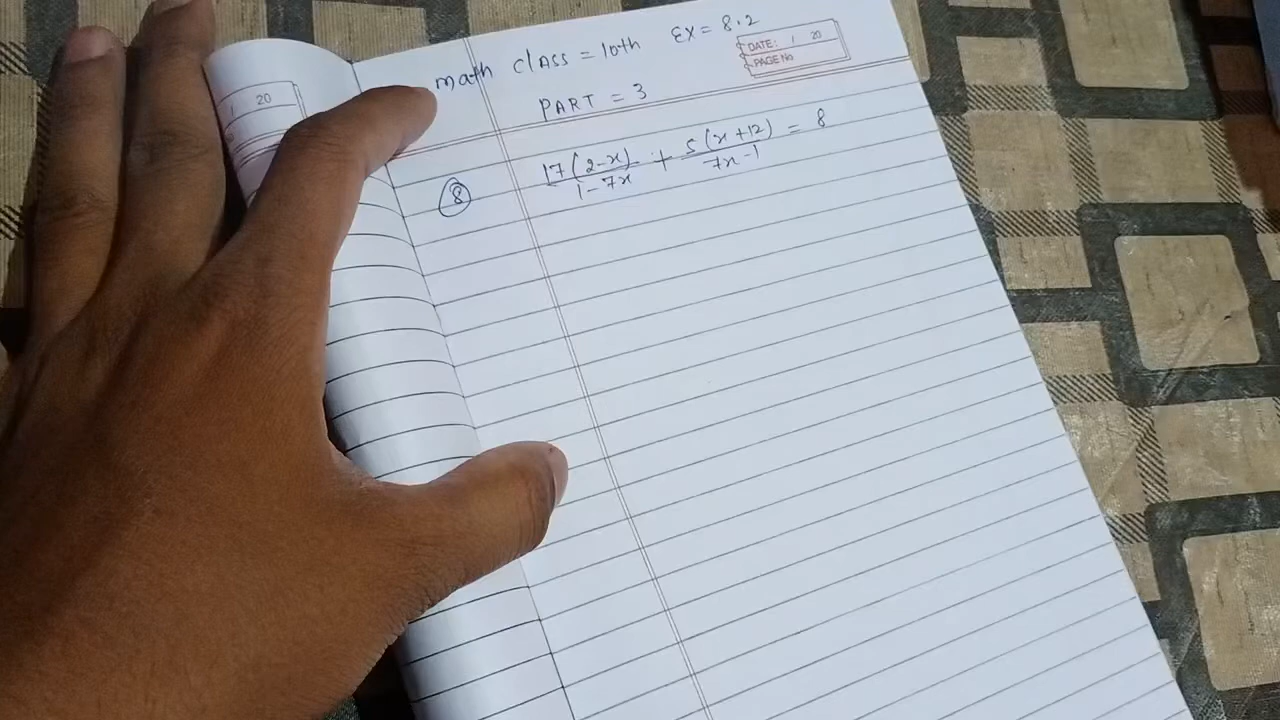 math class = 10th Ex = 8.2
DATE: / 20
PAGE No
PART = 3
/ 20
8 17(2-x)/1-7x + 5(x+12)/7x-1 = 8